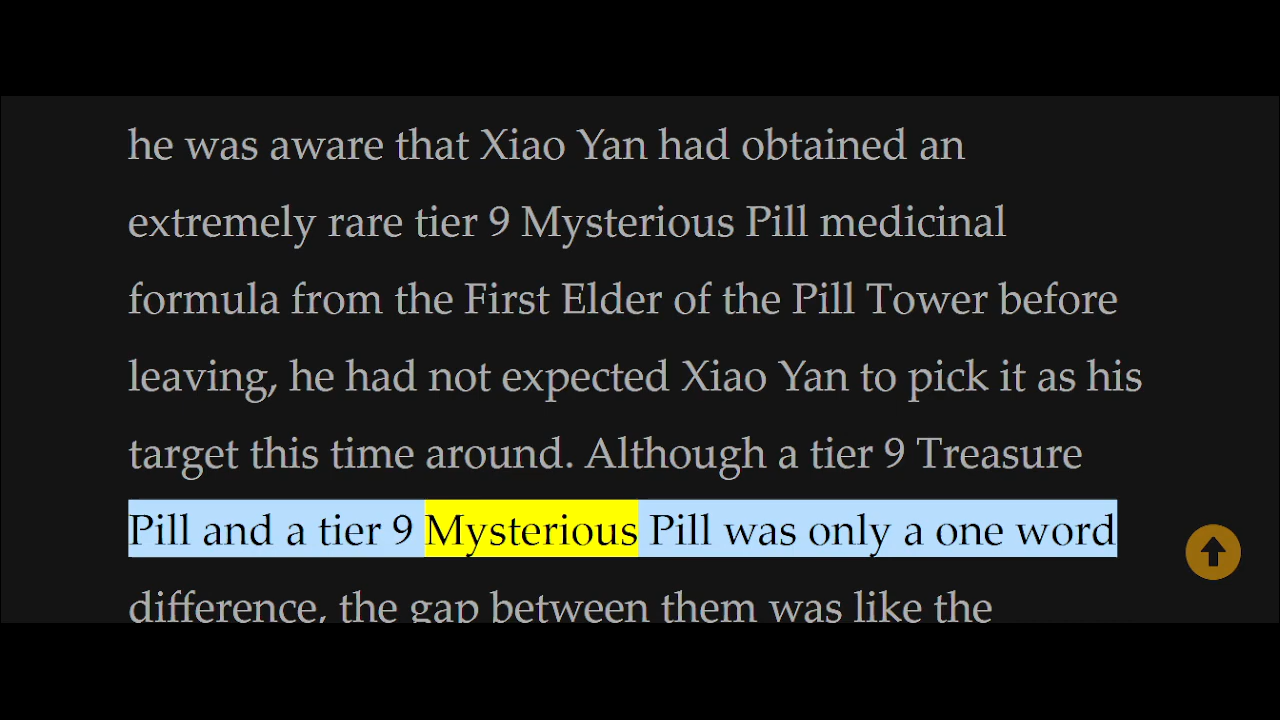 he was aware that Xiao Yan had obtained an
extremely rare tier 9 Mysterious Pill medicinal
formula from the First Elder of the Pill Tower before
leaving, he had not expected Xiao Yan to pick it as his
target this time around. Although a tier 9 Treasure
Pill and a tier 9 Mysterious Pill was only a one word
difference, the gap between them was like the